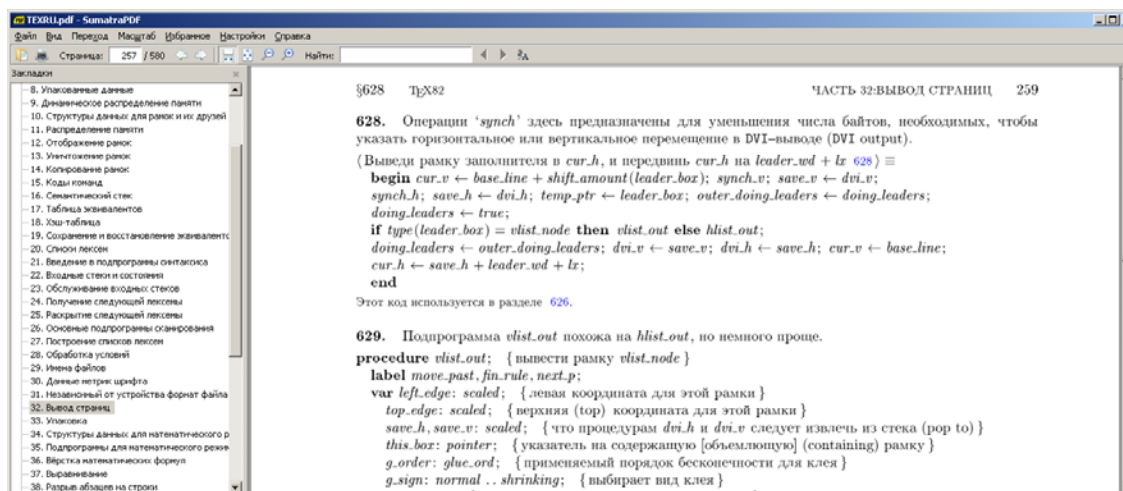 TEXRU.pdf - SumatraPDF
Файл Вид Переход Масштаб Избранное Настройки Справка
Страница: 257 / 580 Найти:
Закладки
8. Упакованные данные
9. Динамическое распределение памяти
10. Структуры данных для рамок и их друзей
11. Распределение памяти
12. Отображение рамок
13. Уничтожение рамок
14. Копирование рамок
15. Коды команд
16. Семантический стек
17. Таблица эквивалентов
18. Хэш-таблица
19. Сохранение и восстановление эквивалентс
20. Списки лексем
21. Введение в подпрограммы синтаксиса
22. Входные стеки и состояния
23. Обслуживание входных стеков
24. Получение следующей лексемы
25. Раскрытие следующей лексемы
26. Основные подпрограммы сканирования
27. Построение списков лексем
28. Обработка условий
29. Имена файлов
30. Данные метрик шрифта
31. Независимый от устройства формат файла
32. Вывод страниц
33. Упаковка
34. Структуры данных для математического р
35. Подпрограммы для математического режим
36. Вёрстка математических формул
37. Выравнивание
38. Разрыв абзацев на строки
§628 TEX82 ЧАСТЬ 32:ВЫВОД СТРАНИЦ 259
628. Операции ‘synch’ здесь предназначены для уменьшения числа байтов, необходимых, чтобы
указать горизонтальное или вертикальное перемещение в DVI–выводе (DVI output).
⟨Выведи рамку заполнителя в cur_h, и передвинь cur_h на leader_wd + lx 628⟩ ≡
begin cur_v ← base_line + shift_amount(leader_box); synch_v; save_v ← dvi_v;
synch_h; save_h ← dvi_h; temp_ptr ← leader_box; outer_doing_leaders ← doing_leaders;
doing_leaders ← true;
if type(leader_box) = vlist_node then vlist_out else hlist_out;
doing_leaders ← outer_doing_leaders; dvi_v ← save_v; dvi_h ← save_h; cur_v ← base_line;
cur_h ← save_h + leader_wd + lx;
end
Этот код используется в разделе 626.
629. Подпрограмма vlist_out похожа на hlist_out, но немного проще.
procedure vlist_out; { вывести рамку vlist_node }
label move_past, fin_rule, next_p;
var left_edge: scaled; { левая координата для этой рамки }
top_edge: scaled; { верхняя (top) координата для этой рамки }
save_h, save_v: scaled; { что процедурам dvi_h и dvi_v следует извлечь из стека (pop to) }
this_box: pointer; { указатель на содержащую [объемлющую] (containing) рамку }
g_order: glue_ord; { применяемый порядок бесконечности для клея }
g_sign: normal .. shrinking; { выбирает вид клея }